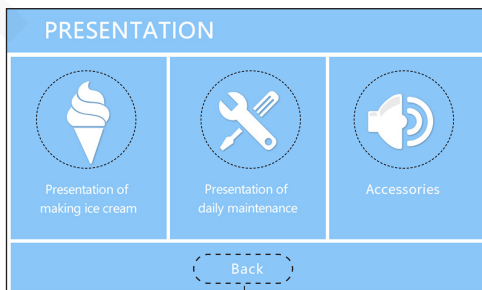 PRESENTATION
Presentation of
making ice cream
Presentation of
daily maintenance
Accessories
Back